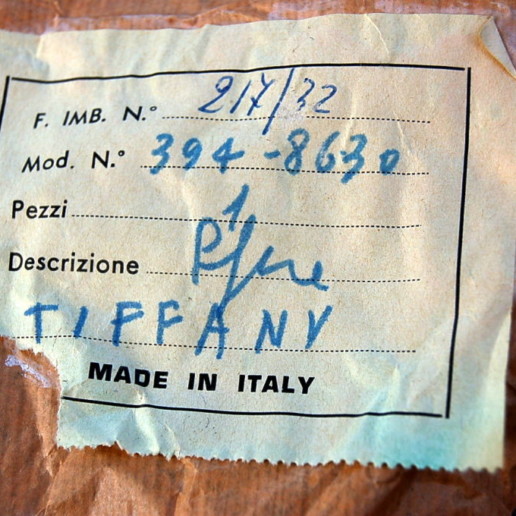 F. IMB. N.° 217/32
Mod. N.° 394-8630
Pezzi 1
Descrizione
TIFFANY
MADE IN ITALY